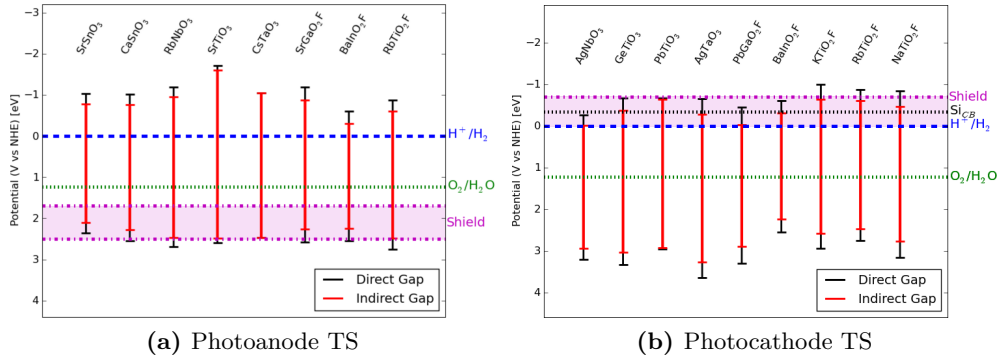 SrSnO3
CaSnO3
RbNbO3
SrTiO3
CsTaO3
SrGaO2F
BaInO2F
RbTiO2F
Potential (V vs NHE) [eV]
−3
−2
−1
0
1
2
3
4
H+/H2
O2/H2O
Shield
Direct Gap
Indirect Gap
(a) Photoanode TS
AgNbO3
GeTiO3
PbTiO3
AgTaO3
PbGaO2F
BaInO2F
KTiO2F
RbTiO2F
NaTiO2F
Potential (V vs NHE) [eV]
−2
−1
0
1
2
3
4
Shield
SiCB
H+/H2
O2/H2O
Direct Gap
Indirect Gap
(b) Photocathode TS